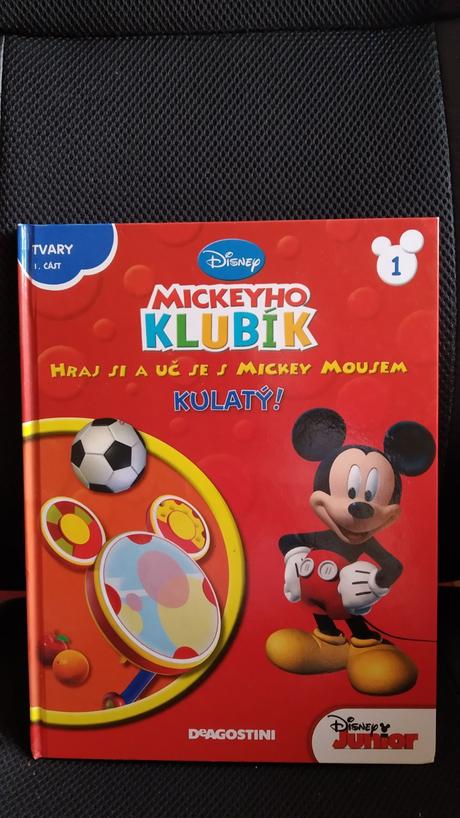 TVARY
1. ČÁST
Disney
1
MICKEYHO
KLUBÍK
HRAJ SI A UČ SE S MICKEY MOUSEM
KULATÝ!
DEAGOSTINI
Disney
Junior